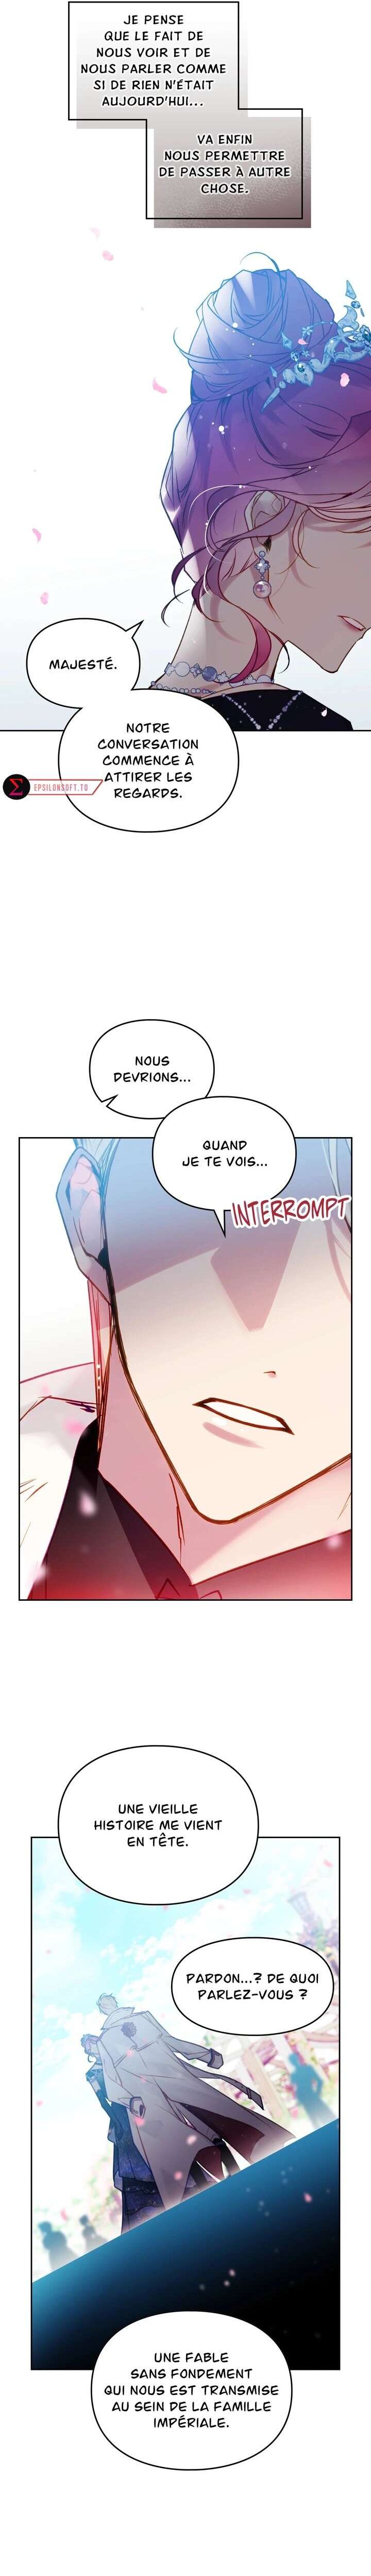 JE PENSE
QUE LE FAIT DE
NOUS VOIR ET DE
NOUS PARLER COMME
SI DE RIEN N'ÉTAIT
AUJOURD'HUI...
VA ENFIN
NOUS PERMETTRE
DE PASSER À AUTRE
CHOSE.
MAJESTÉ.
NOTRE
CONVERSATION
COMMENCE À
ATTIRER LES
REGARDS.
Σ EPSILONSOFT.TO
NOUS
DEVRIONS...
QUAND
JE TE VOIS...
INTERROMPT
UNE VIEILLE
HISTOIRE ME VIENT
EN TÊTE.
PARDON...? DE QUOI
PARLEZ-VOUS ?
UNE FABLE
SANS FONDEMENT
QUI NOUS EST TRANSMISE
AU SEIN DE LA FAMILLE
IMPÉRIALE.